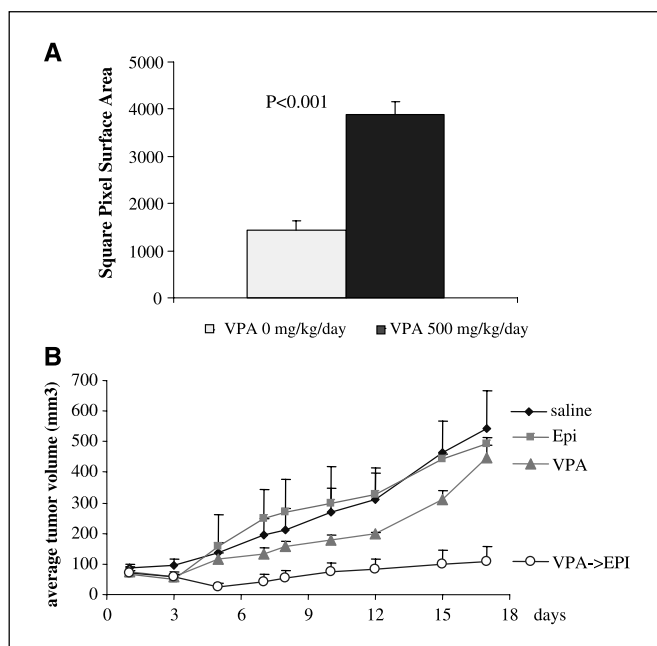 A
Square Pixel Surface Area
5000
4000
3000
2000
1000
0
P<0.001
VPA 0 mg/kg/day
VPA 500 mg/kg/day
B
average tumor volume (mm3)
700
600
500
400
300
200
100
0
0
3
6
9
12
15
18
days
saline
Epi
VPA
VPA->EPI